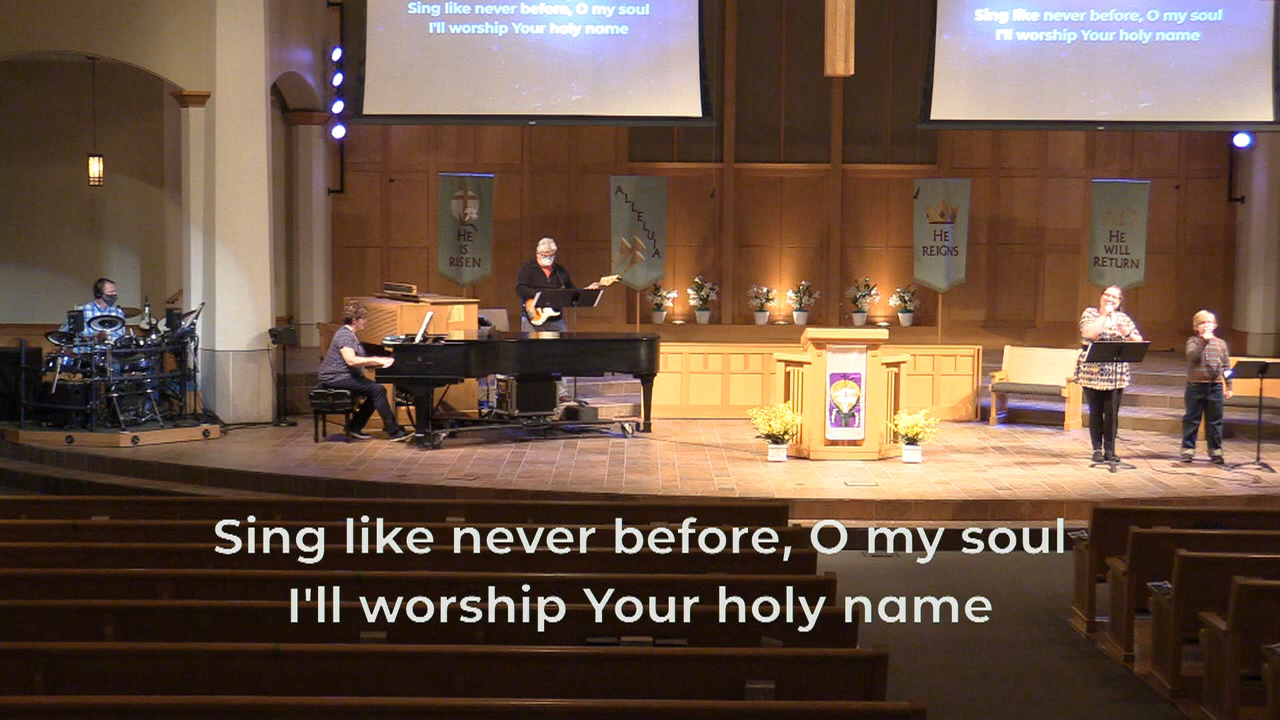 Sing like never before, O my soul
I'll worship Your holy name
Sing like never before, O my soul
I'll worship Your holy name
HE
IS
RISEN
ALLELUIA
HE
REIGNS
HE
WILL
RETURN
Sing like never before, O my soul
I'll worship Your holy name